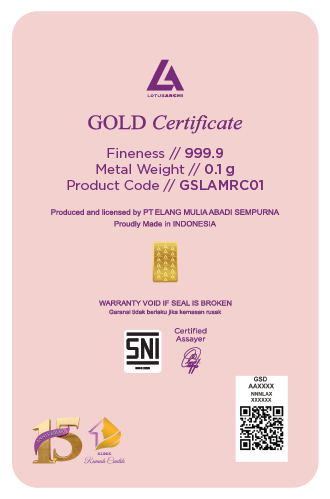 LOTUS ARCHI
GOLD Certificate
Fineness // 999.9
Metal Weight // 0.1 g
Product Code // GSLAMRC01
Produced and licensed by PT ELANG MULIA ABADI SEMPURNA
Proudly Made in INDONESIA
WARRANTY VOID IF SEAL IS BROKEN
Garansi tidak berlaku jika kemasan rusak
SNI
Certified
Assayer
GSD
AAXXXX
NNNLAX
XXXXXX
15
ANNIVERSARY
Rumah Cantik